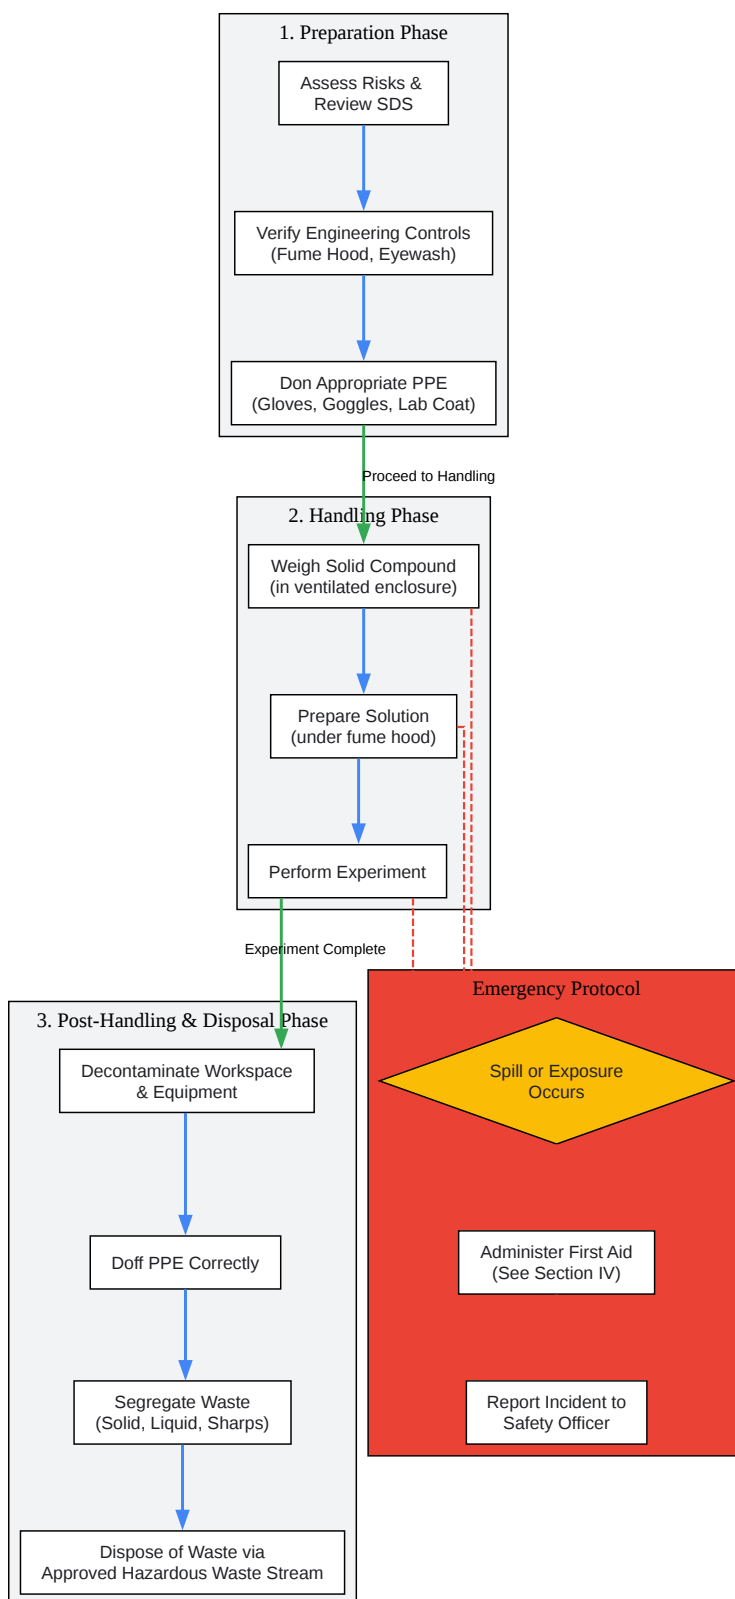 1. Preparation Phase
Assess Risks &
Review SDS
Verify Engineering Controls
(Fume Hood, Eyewash)
Don Appropriate PPE
(Gloves, Goggles, Lab Coat)
Proceed to Handling
2. Handling Phase
Weigh Solid Compound
(in ventilated enclosure)
Prepare Solution
(under fume hood)
Perform Experiment
Experiment Complete
3. Post-Handling & Disposal Phase
Decontaminate Workspace
& Equipment
Doff PPE Correctly
Segregate Waste
(Solid, Liquid, Sharps)
Dispose of Waste via
Approved Hazardous Waste Stream
Emergency Protocol
Spill or Exposure
Occurs
Administer First Aid
(See Section IV)
Report Incident to
Safety Officer